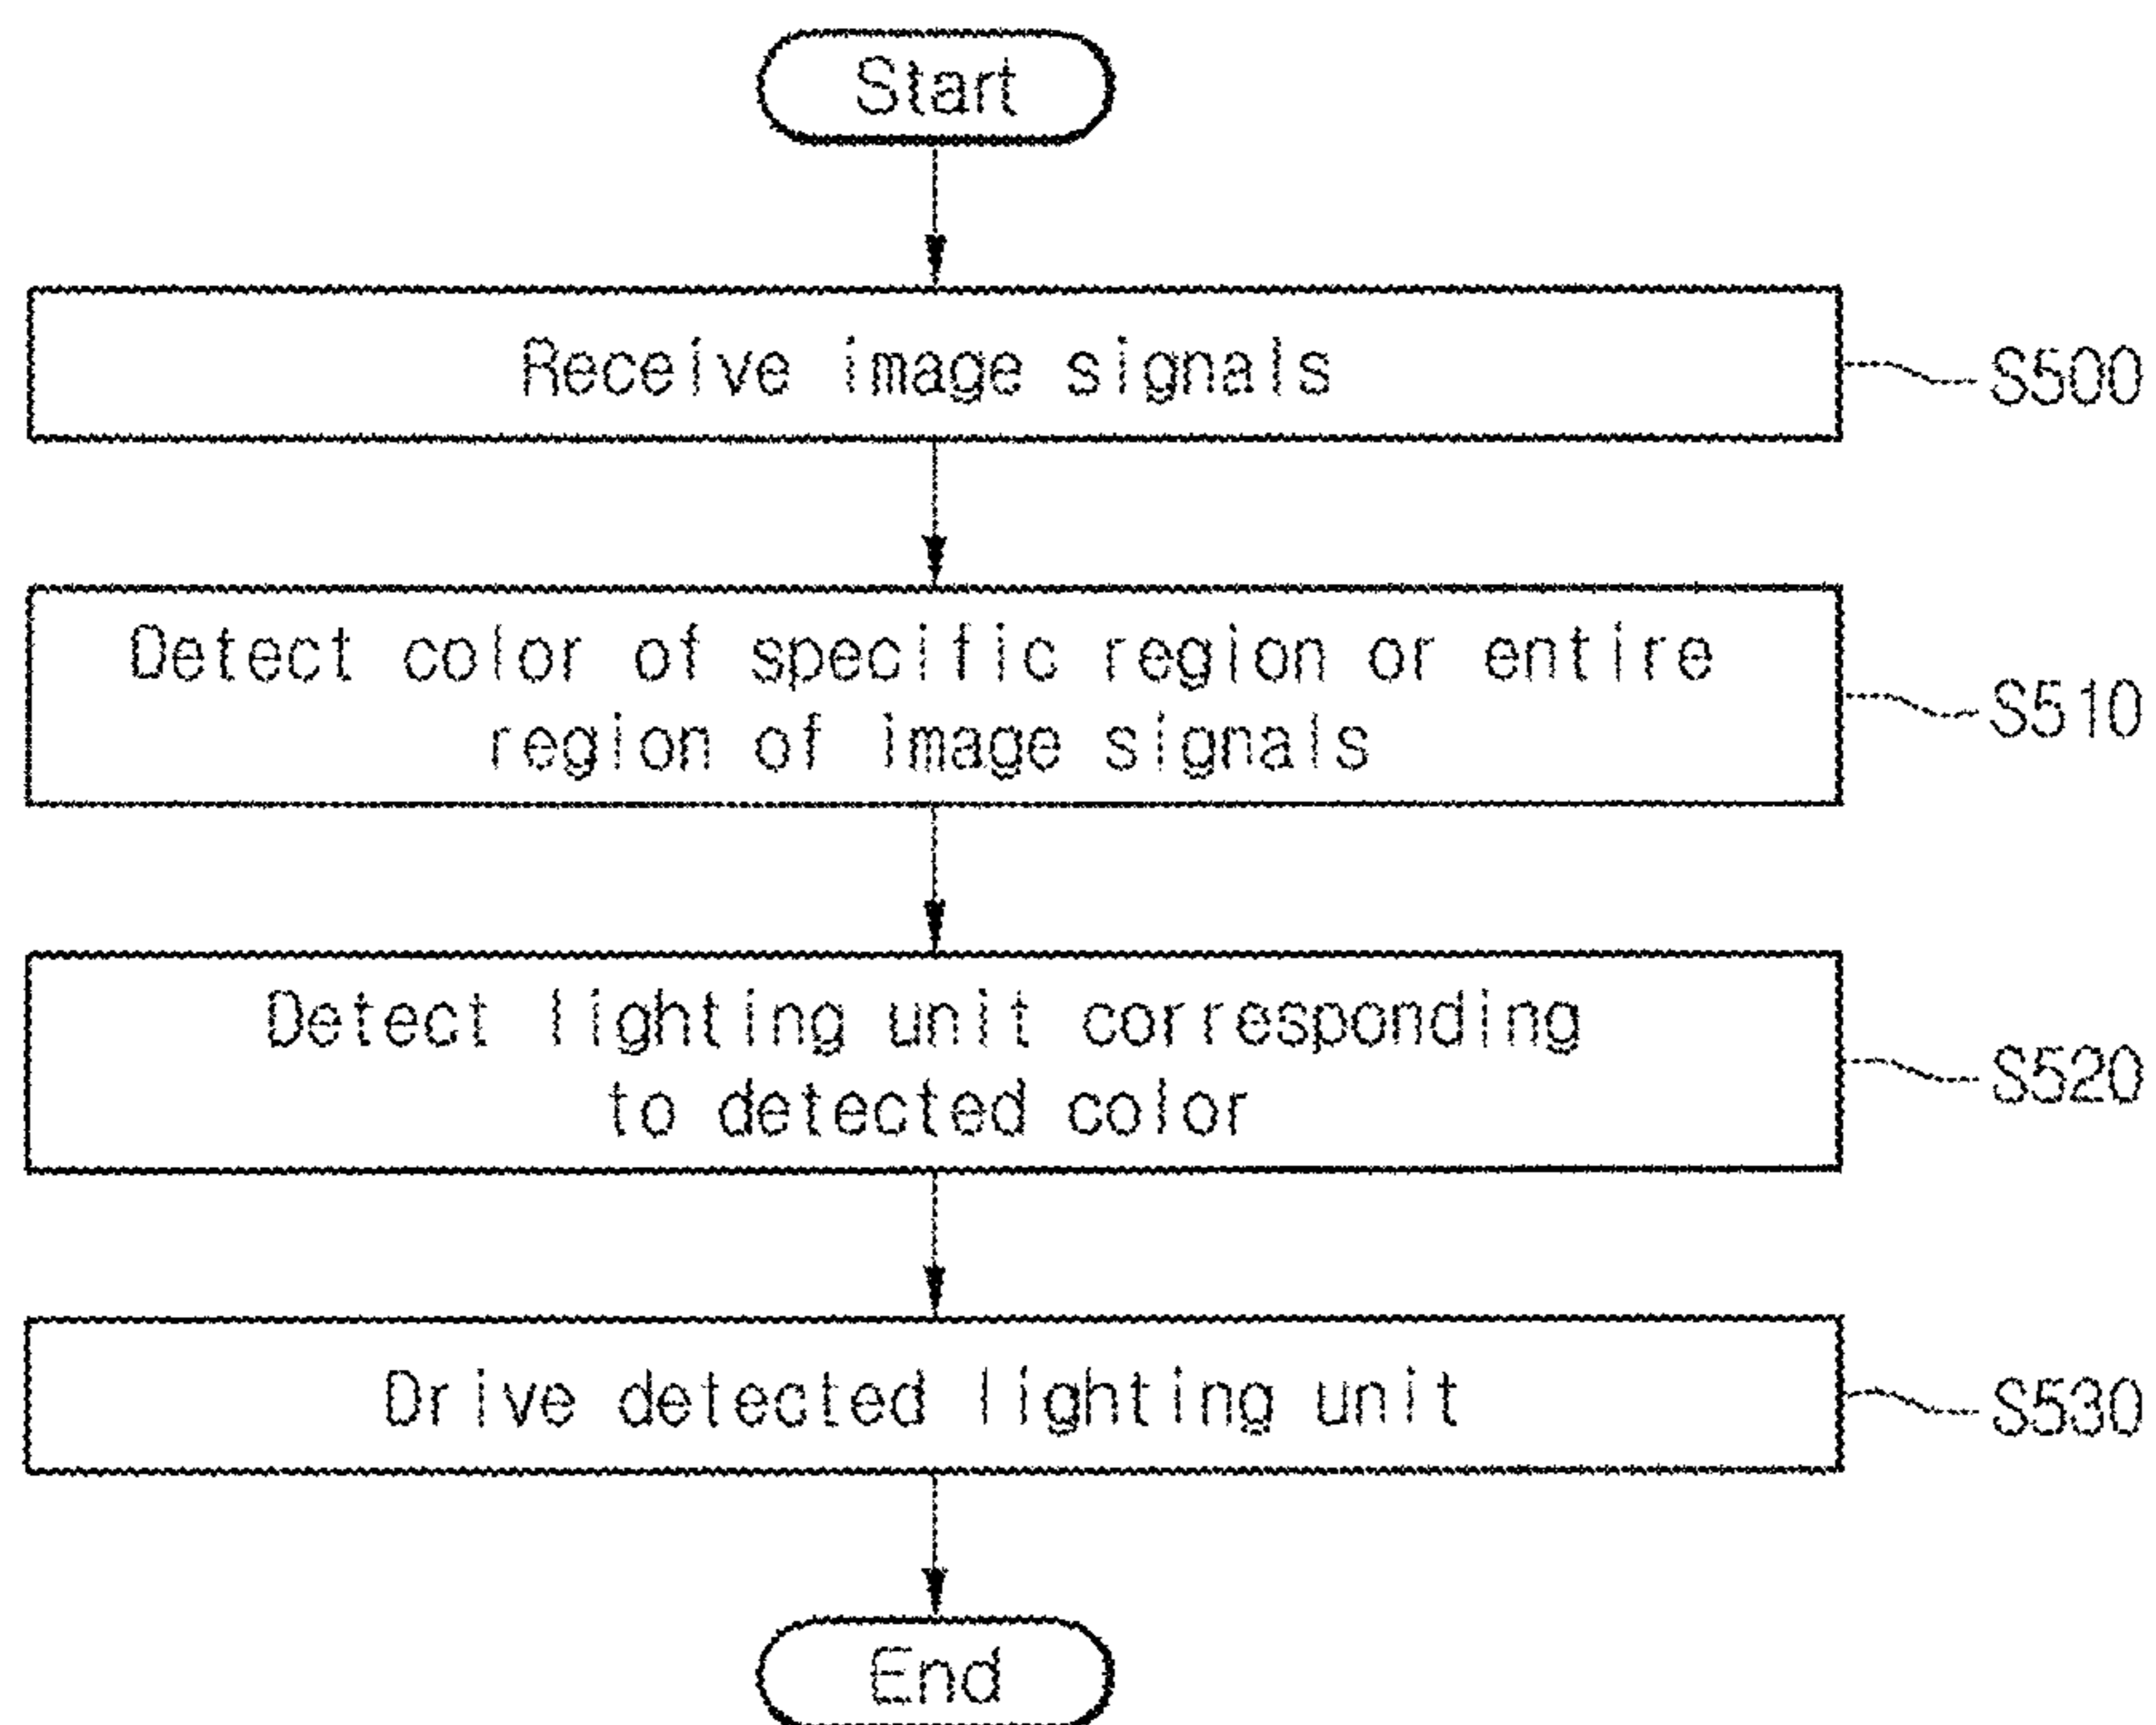 Start
Receive image signals
S500
Detect color of specific region or entire
region of image signals
S510
Detect lighting unit corresponding
to detected color
S520
Drive detected lighting unit
S530
End